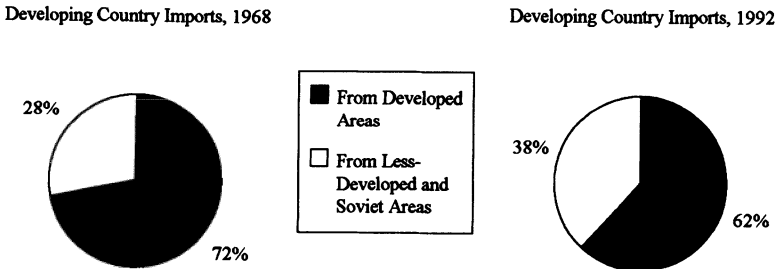 Developing Country Imports, 1968
Developing Country Imports, 1992
28%
72%
From Developed
Areas
From Less-
Developed and
Soviet Areas
38%
62%